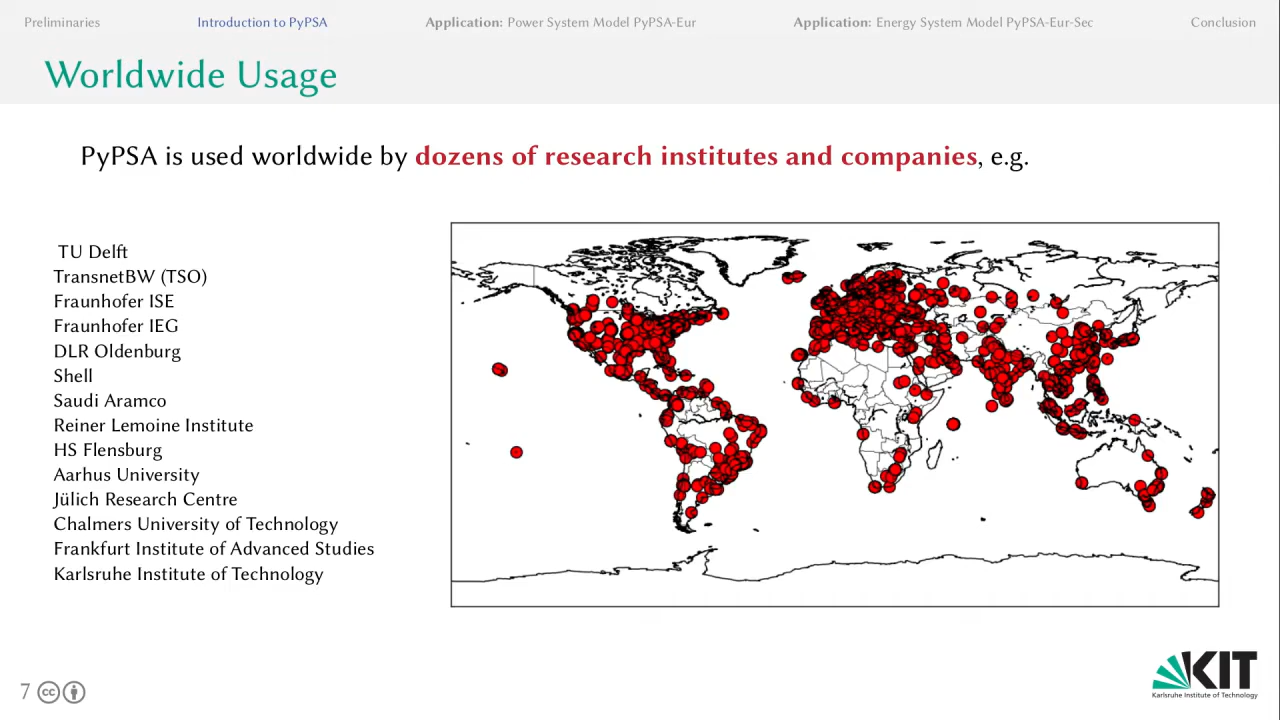 Preliminaries
Introduction to PyPSA
Application: Power System Model PyPSA-Eur
Application: Energy System Model PyPSA-Eur-Sec
Conclusion
Worldwide Usage
PyPSA is used worldwide by dozens of research institutes and companies, e.g.
TU Delft
TransnetBW (TSO)
Fraunhofer ISE
Fraunhofer IEG
DLR Oldenburg
Shell
Saudi Aramco
Reiner Lemoine Institute
HS Flensburg
Aarhus University
Jülich Research Centre
Chalmers University of Technology
Frankfurt Institute of Advanced Studies
Karlsruhe Institute of Technology
7
cc
KIT
Karlsruhe Institute of Technology